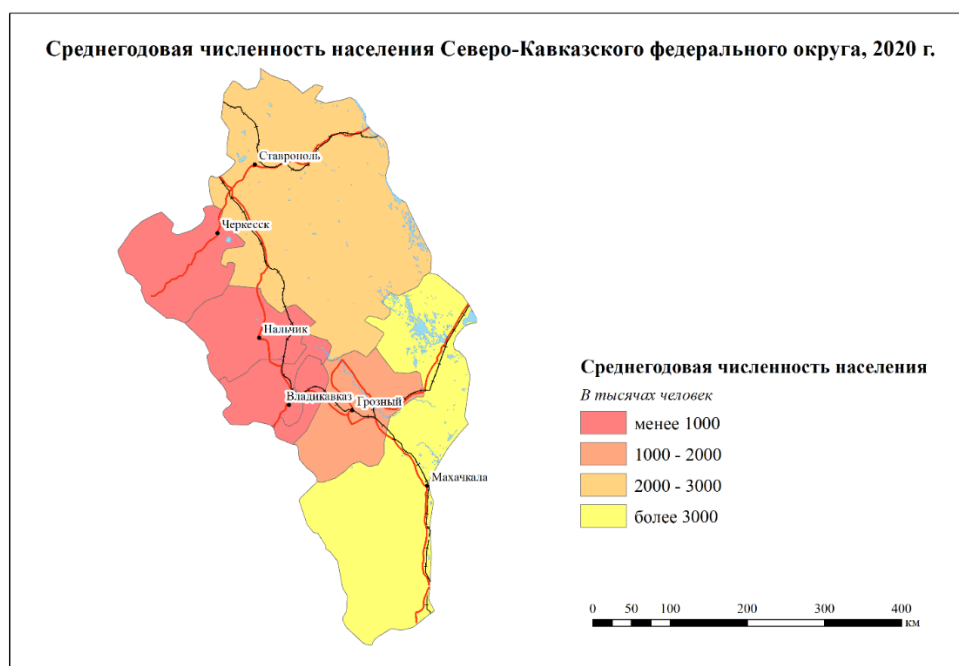 Среднегодовая численность населения Северо-Кавказского федерального округа, 2020 г.
Ставрополь
Черкесск
Нальчик
Владикавказ
Грозный
Махачкала
Среднегодовая численность населения
В тысячах человек
менее 1000
1000 - 2000
2000 - 3000
более 3000
0 50 100 200 300 400
км